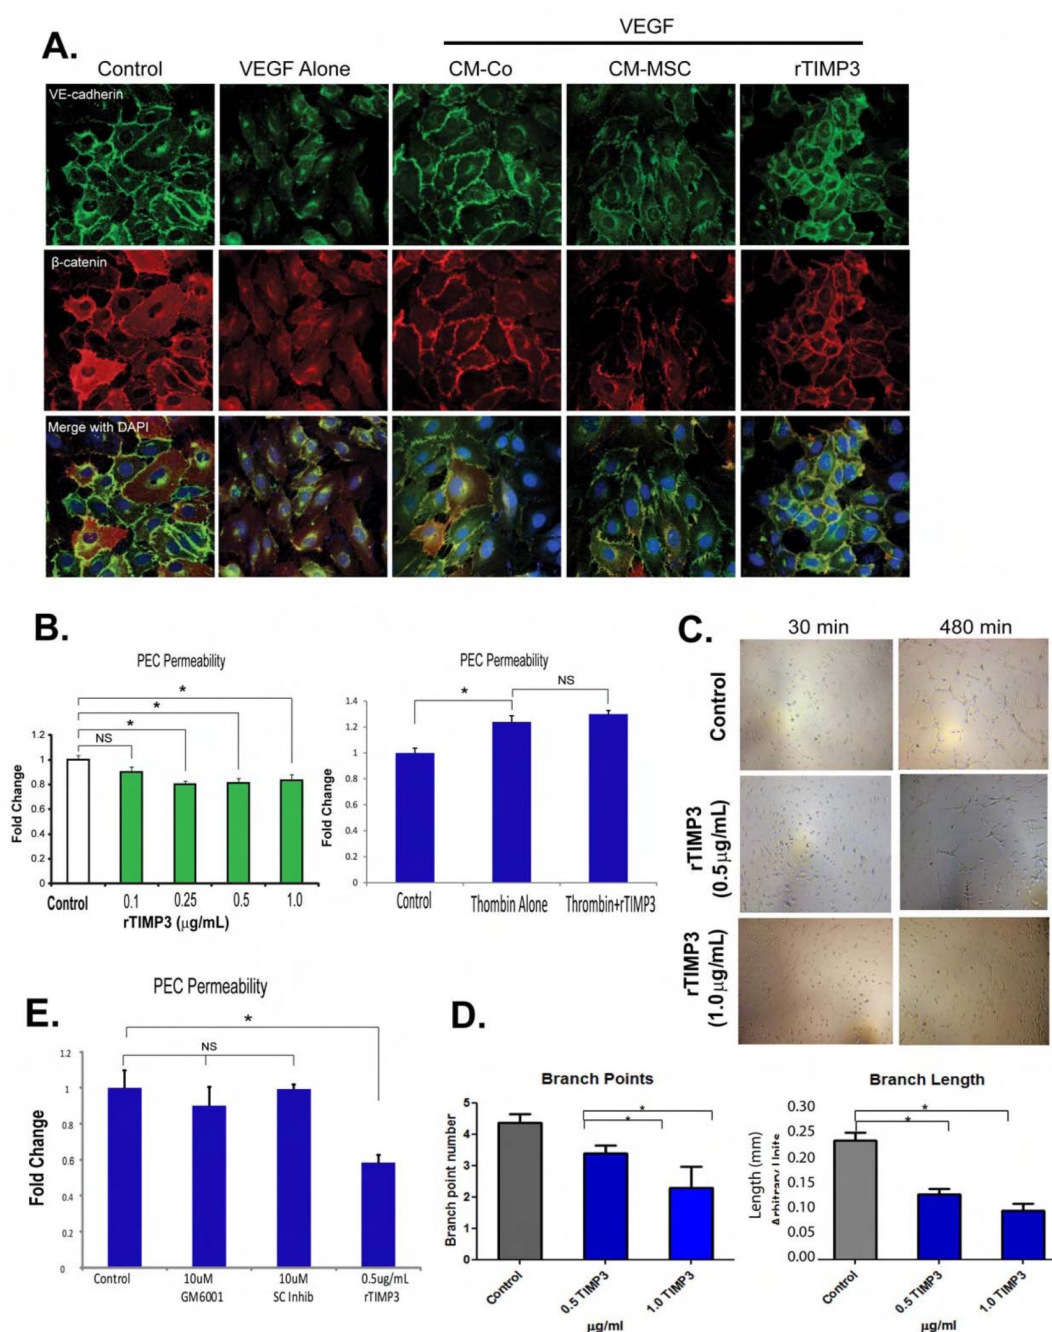 A.
VEGF
Control VEGF Alone CM-Co CM-MSC rTIMP3
VE-cadherin
β-catenin
Merge with DAPI
B.
PEC Permeability
*
*
*
NS
Fold Change
1.4
1.2
1
0.8
0.6
0.4
0.2
0
Control 0.1 0.25 0.5 1.0
rTIMP3 (μg/mL)
PEC Permeability
* NS
Fold Change
1.4
1.2
1
0.8
0.6
0.4
0.2
0
Control Thombin Alone Thrombin+rTIMP3
C.
30 min 480 min
Control
rTIMP3
(0.5μg/mL)
rTIMP3
(1.0μg/mL)
E.
PEC Permeability
*
NS
Fold Change
1.2
1
0.8
0.6
0.4
0.2
0
Control 10uM 10uM 0.5ug/mL
GM6001 SC Inhib rTIMP3
D.
Branch Points
*
*
Branch point number
5
4
3
2
1
0
Control 0.5 TIMP3 1.0 TIMP3
μg/ml
Branch Length
*
*
Length (mm)
Arbitrary Units
0.30
0.25
0.20
0.15
0.10
0.05
0.00
Control 0.5 TIMP3 1.0 TIMP3
μg/ml